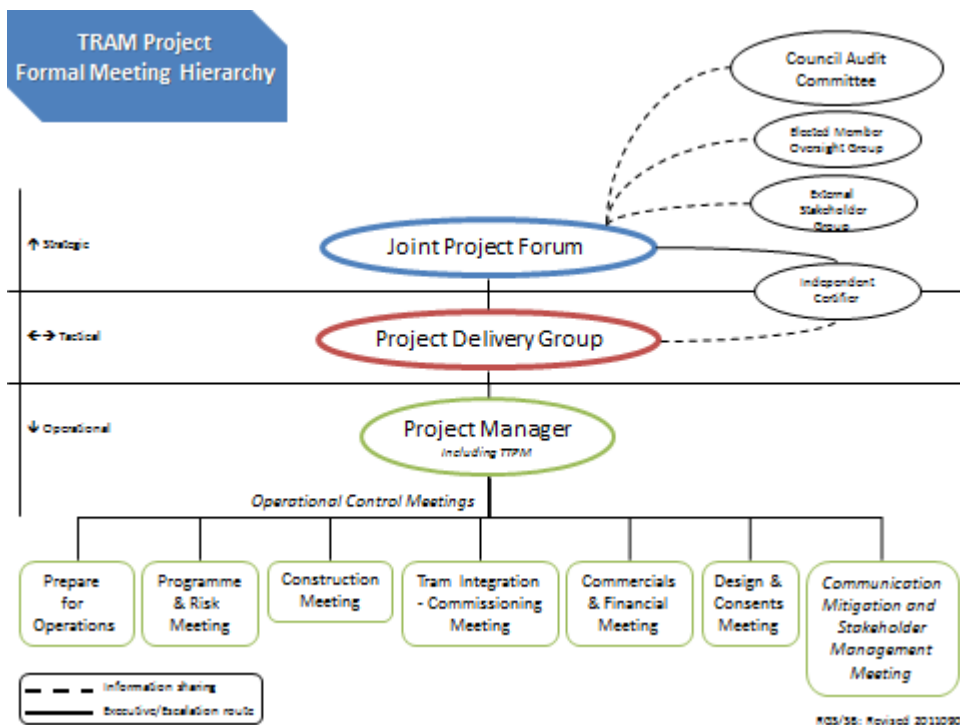 TRAM Project
Formal Meeting Hierarchy
Council Audit
Committee
Elected Member
Oversight Group
External
Stakeholder
Group
↑ Strategic
Joint Project Forum
Independent
Certifier
←→ Tactical
Project Delivery Group
↓ Operational
Project Manager
Including TTPM
Operational Control Meetings
Prepare
for
Operations
Programme
& Risk
Meeting
Construction
Meeting
Tram Integration
- Commissioning
Meeting
Commercials
& Financial
Meeting
Design &
Consents
Meeting
Communication
Mitigation and
Stakeholder
Management
Meeting
Information sharing
Executive/Escalation route
Revised